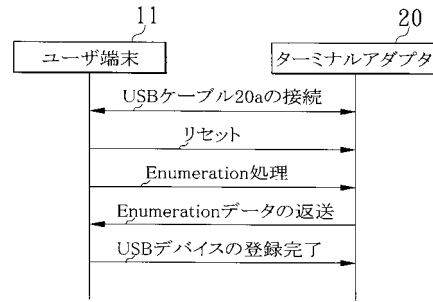 11
20
ユーザ端末
ターミナルアダプタ
USBケーブル20aの接続
リセット
Enumeration処理
Enumerationデータの返送
USBデバイスの登録完了